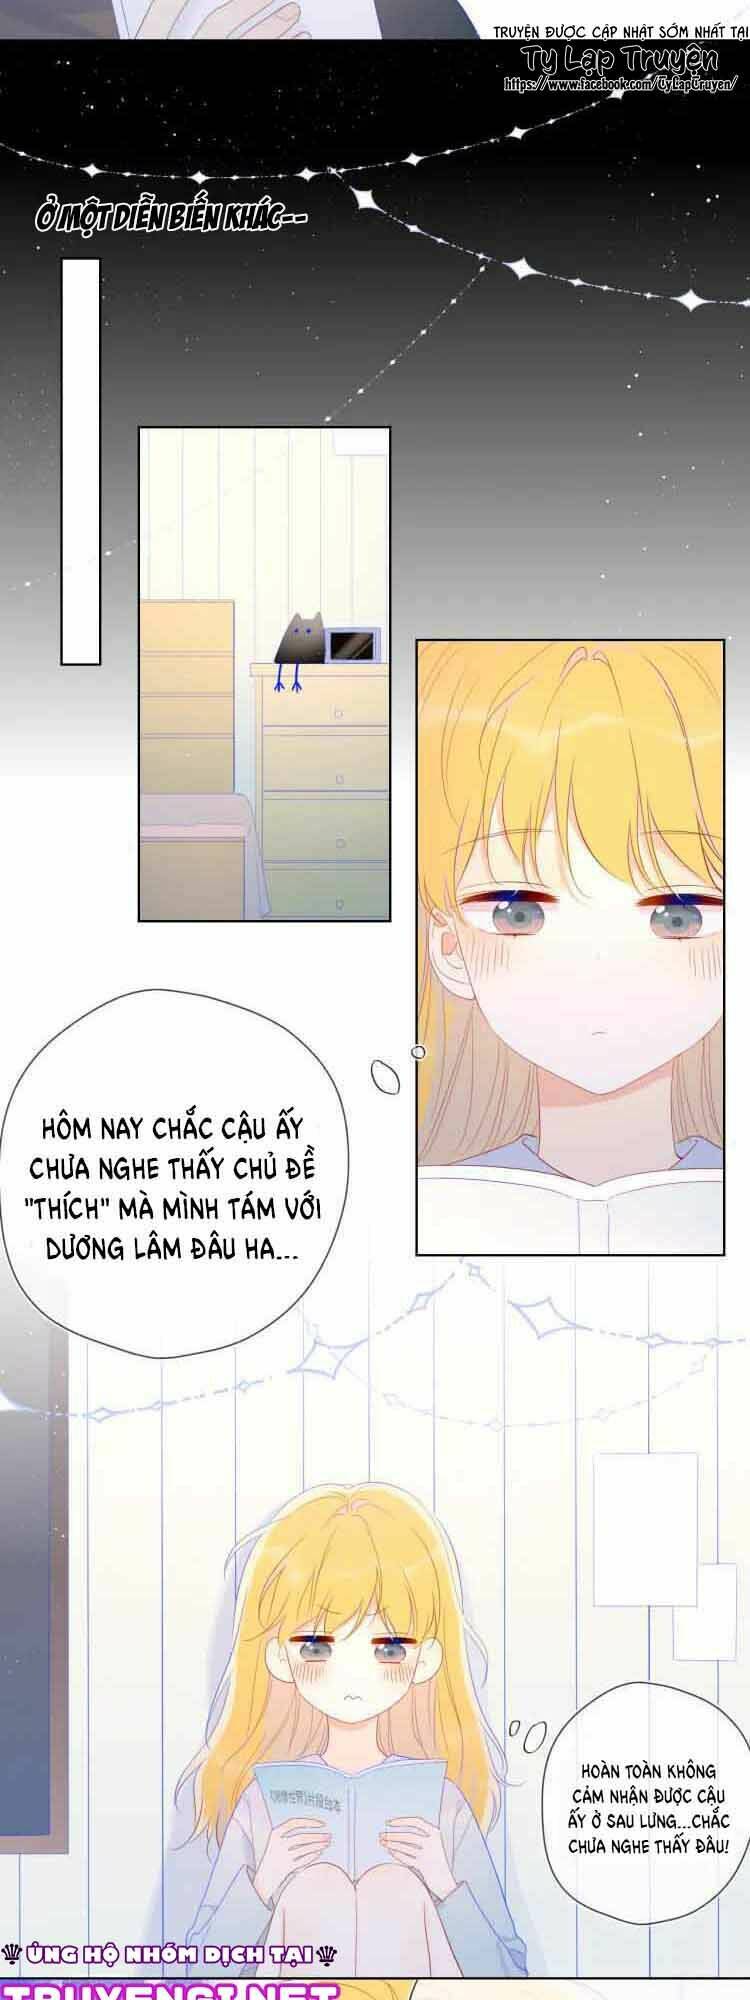 TRUYỆN ĐƯỢC CẬP NHẬT SỚM NHẤT TẠI
Ty Lạp Truyện
https://www.facebook.com/TyLapTruyen/
Ở MỘT DIỄN BIẾN KHÁC--
HÔM NAY CHẮC CẬU ẤY
CHƯA NGHE THẤY CHỦ ĐỀ
"THÍCH" MÀ MÌNH TÁM VỚI
DƯƠNG LÂM ĐÂU HA...
HOÀN TOÀN KHÔNG
CẢM NHẬN ĐƯỢC CẬU
ẤY Ở SAU LƯNG...CHẮC
CHƯA NGHE THẤY ĐÂU!
ỦNG HỘ NHÓM DỊCH TẠI
TRUYENGI.NET